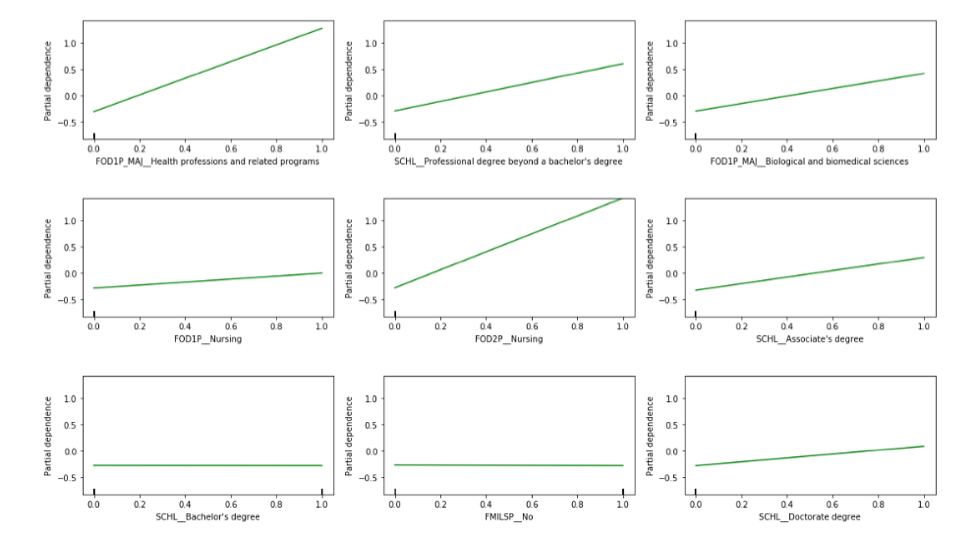 Partial dependence
1.0
0.5
0.0
−0.5
0.0 0.2 0.4 0.6 0.8 1.0
FOD1P_MAJ__Health professions and related programs
Partial dependence
1.0
0.5
0.0
−0.5
0.0 0.2 0.4 0.6 0.8 1.0
SCHL__Professional degree beyond a bachelor's degree
Partial dependence
1.0
0.5
0.0
−0.5
0.0 0.2 0.4 0.6 0.8 1.0
FOD1P_MAJ__Biological and biomedical sciences
Partial dependence
1.0
0.5
0.0
−0.5
0.0 0.2 0.4 0.6 0.8 1.0
FOD1P__Nursing
Partial dependence
1.0
0.5
0.0
−0.5
0.0 0.2 0.4 0.6 0.8 1.0
FOD2P__Nursing
Partial dependence
1.0
0.5
0.0
−0.5
0.0 0.2 0.4 0.6 0.8 1.0
SCHL__Associate's degree
Partial dependence
1.0
0.5
0.0
−0.5
0.0 0.2 0.4 0.6 0.8 1.0
SCHL__Bachelor's degree
Partial dependence
1.0
0.5
0.0
−0.5
0.0 0.2 0.4 0.6 0.8 1.0
FMILSP__No
Partial dependence
1.0
0.5
0.0
−0.5
0.0 0.2 0.4 0.6 0.8 1.0
SCHL__Doctorate degree